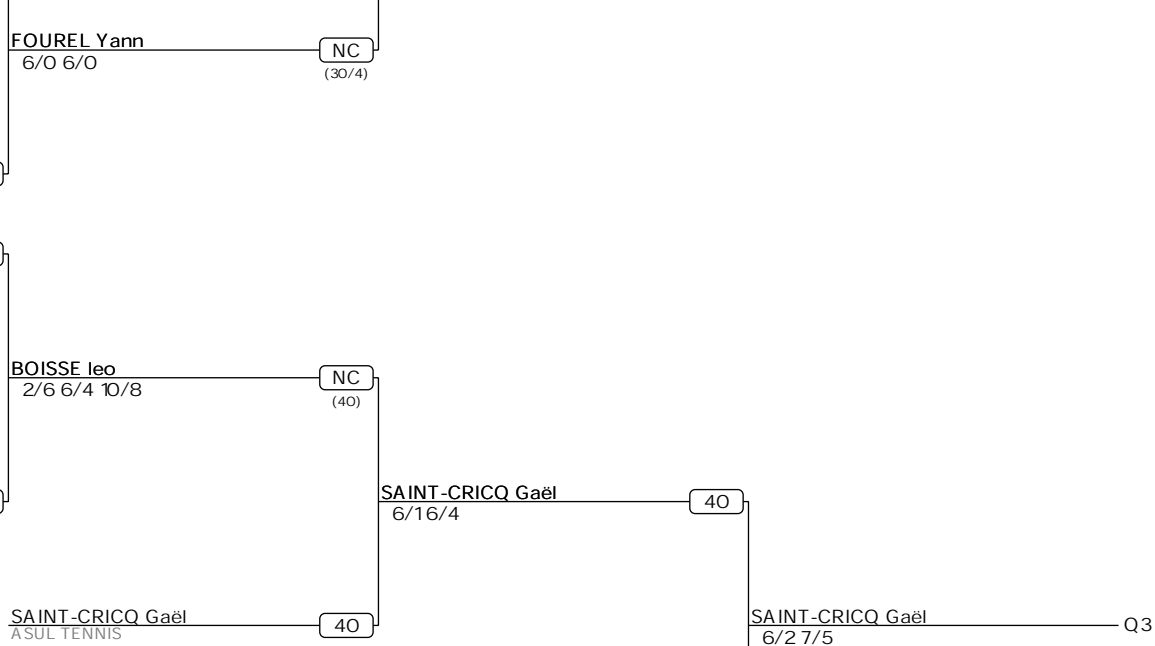 FOUREL Yann
NC
6/0 6/0
(30/4)
BOISSE leo
NC
2/6 6/4 10/8
(40)
SAINT-CRICQ Gaël
40
6/1 6/4
SAINT-CRICQ Gaël
40
ASUL TENNIS
SAINT-CRICQ Gaël
Q3
6/2 7/5